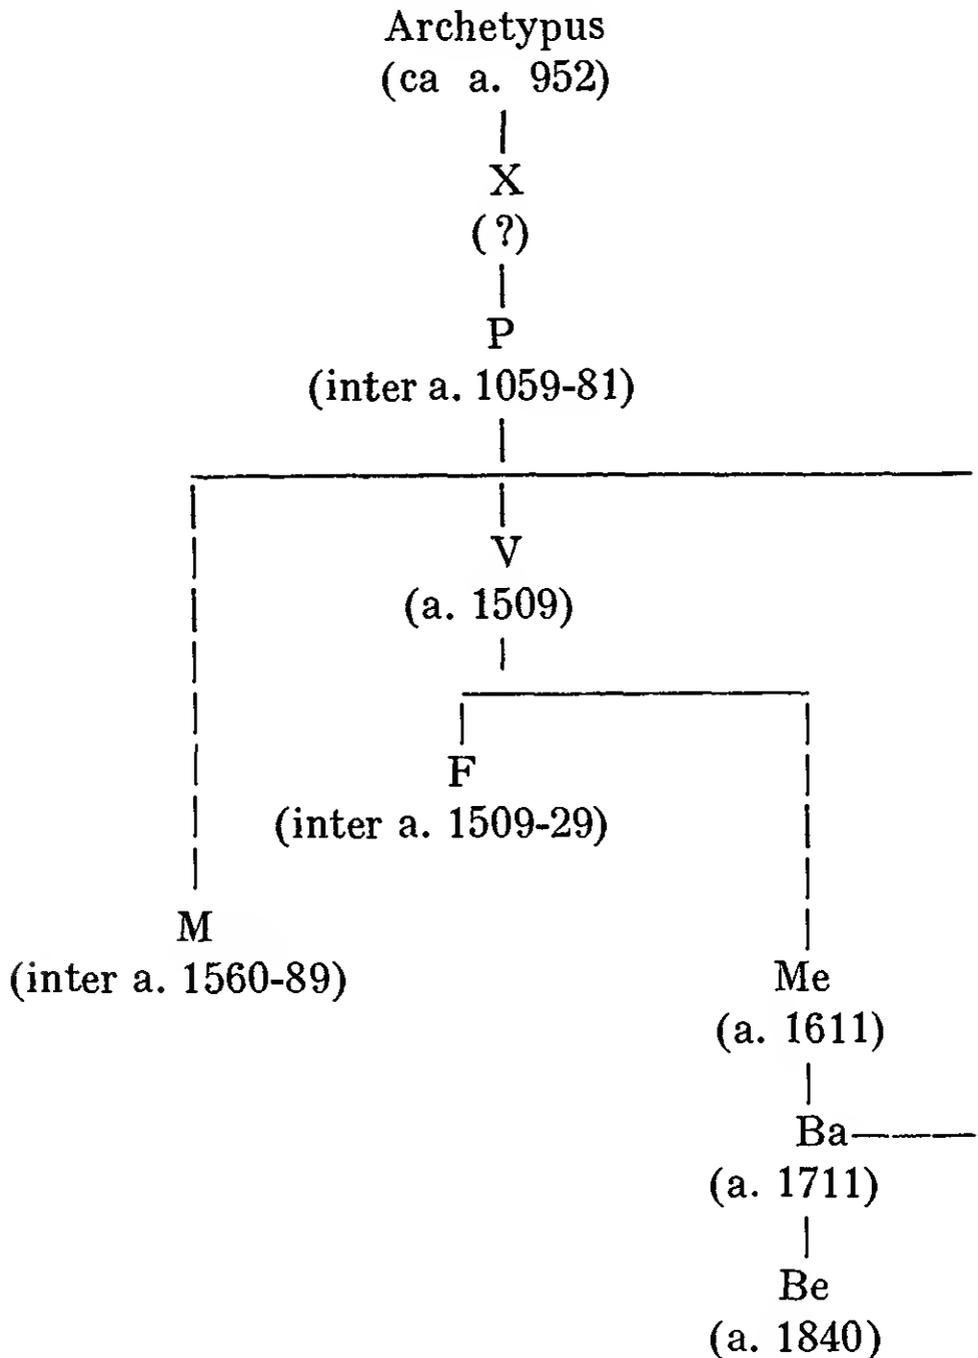 Archetypus
(ca a. 952)
X
(?)
P
(inter a. 1059-81)
V
(a. 1509)
F
(inter a. 1509-29)
M
(inter a. 1560-89)
Me
(a. 1611)
Ba
(a. 1711)
Be
(a. 1840)